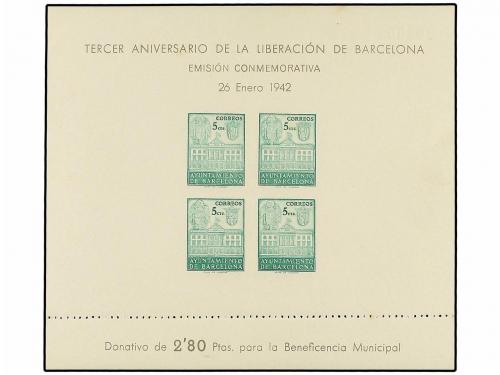 TERCER ANIVERSARIO DE LA LIBERACIÓN DE BARCELONA
EMISIÓN CONMEMORATIVA
26 Enero 1942
CORREOS CORREOS
5 cts 5 cts
AYUNTAMIENTO AYUNTAMIENTO
DE BARCELONA DE BARCELONA
CORREOS CORREOS
5 cts 5 cts
AYUNTAMIENTO AYUNTAMIENTO
DE BARCELONA DE BARCELONA
Donativo de 2'80 Ptas. para la Beneficencia Municipal